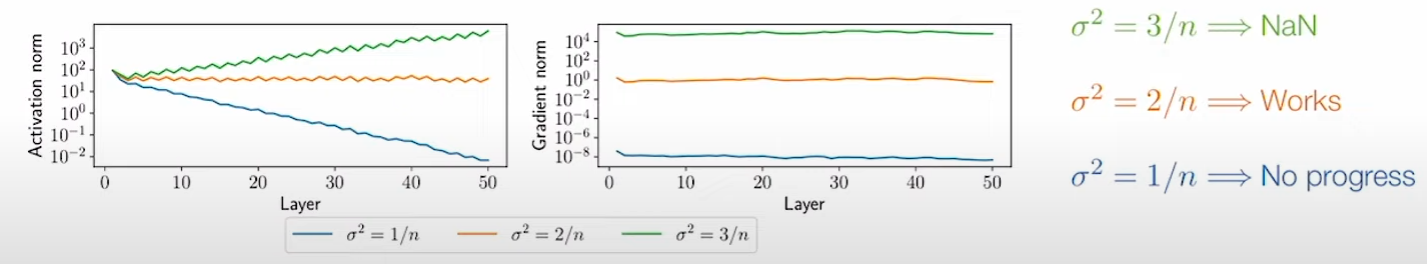 Activation norm
10³
10²
10¹
10⁰
10⁻¹
10⁻²
0 10 20 30 40 50
Layer
Gradient norm
10⁴
10²
10⁰
10⁻²
10⁻⁴
10⁻⁶
10⁻⁸
0 10 20 30 40 50
Layer
σ² = 1/n σ² = 2/n σ² = 3/n
σ² = 3/n ⟹ NaN
σ² = 2/n ⟹ Works
σ² = 1/n ⟹ No progress